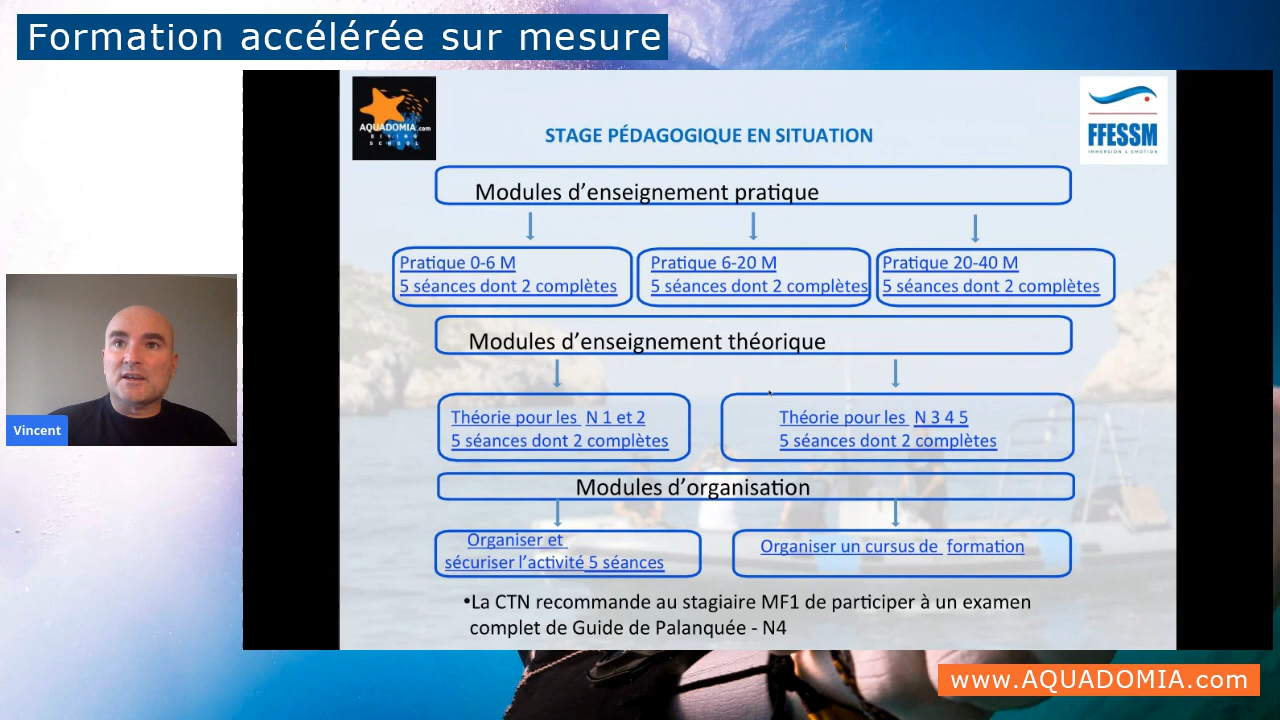 Formation accélérée sur mesure
AQUADOMIA.com
DIVING
SCHOOL
FFESSM
IMMERSION & ÉMOTION
STAGE PÉDAGOGIQUE EN SITUATION
Modules d’enseignement pratique
Pratique 0-6 M
5 séances dont 2 complètes
Pratique 6-20 M
5 séances dont 2 complètes
Pratique 20-40 M
5 séances dont 2 complètes
Modules d’enseignement théorique
Théorie pour les N 1 et 2
5 séances dont 2 complètes
Théorie pour les N 3 4 5
5 séances dont 2 complètes
Modules d’organisation
Organiser et
sécuriser l’activité 5 séances
Organiser un cursus de formation
•La CTN recommande au stagiaire MF1 de participer à un examen
complet de Guide de Palanquée - N4
Vincent
www.AQUADOMIA.com